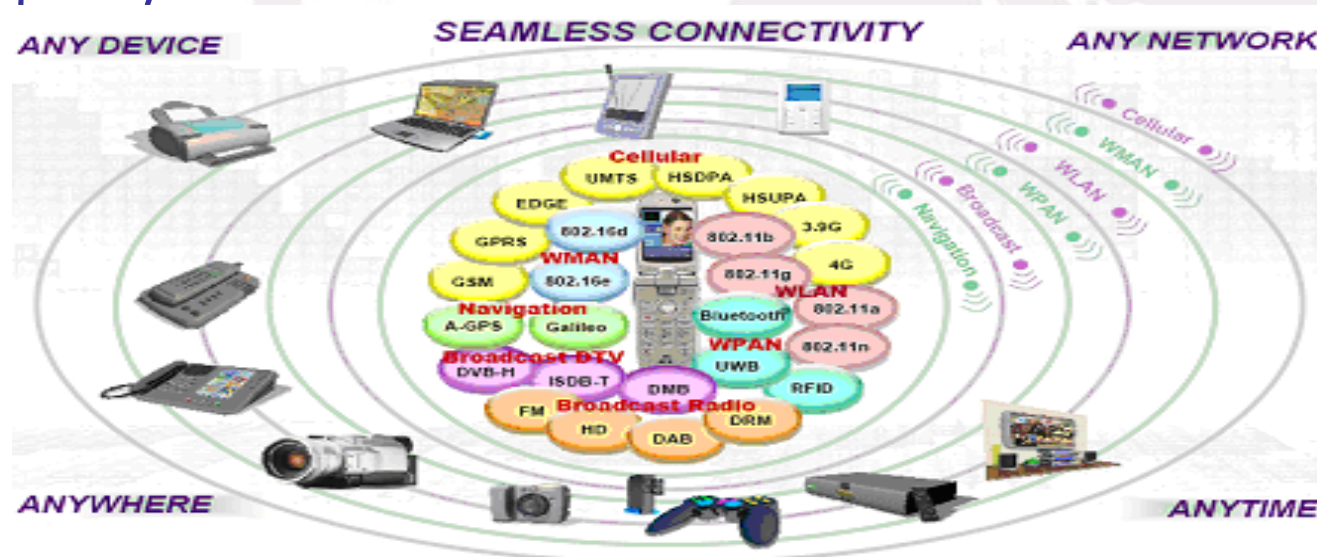 SEAMLESS CONNECTIVITY
ANY DEVICE
ANY NETWORK
Cellular
WMAN
WLAN
WPAN
Broadcast
Navigation
Cellular
UMTS
HSDPA
EDGE
HSUPA
GPRS
802.16d
802.11b
3.9G
WMAN
GSM
802.16e
802.11g
4G
WLAN
Navigation
A-GPS
Galileo
Bluetooth
802.11a
WPAN
802.11n
Broadcast DTV
DVB-H
ISDB-T
DMB
UWB
RFID
Broadcast Radio
FM
HD
DAB
DRM
ANYWHERE
ANYTIME